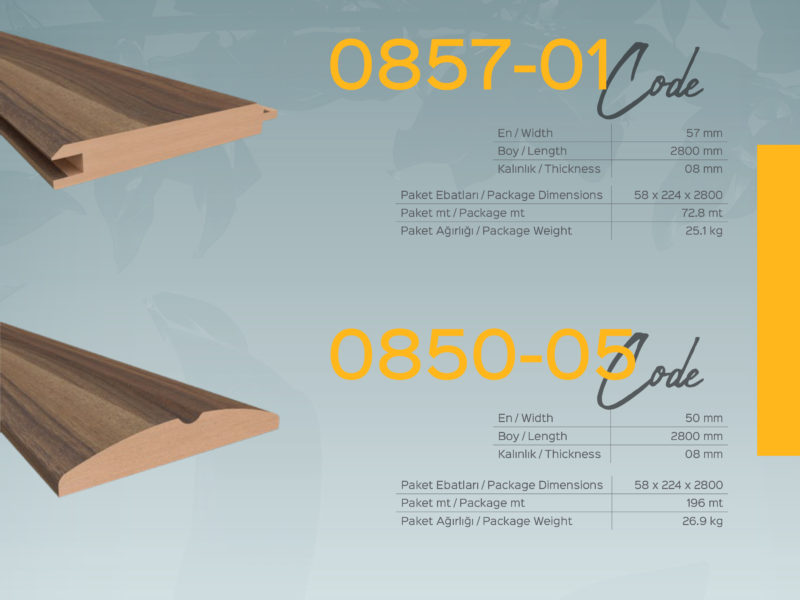 0857-01
Code
En / Width 57 mm
Boy / Length 2800 mm
Kalınlık / Thickness 08 mm
Paket Ebatları / Package Dimensions 58 x 224 x 2800
Paket mt / Package mt 72.8 mt
Paket Ağırlığı / Package Weight 25.1 kg
0850-05
Code
En / Width 50 mm
Boy / Length 2800 mm
Kalınlık / Thickness 08 mm
Paket Ebatları / Package Dimensions 58 x 224 x 2800
Paket mt / Package mt 196 mt
Paket Ağırlığı / Package Weight 26.9 kg